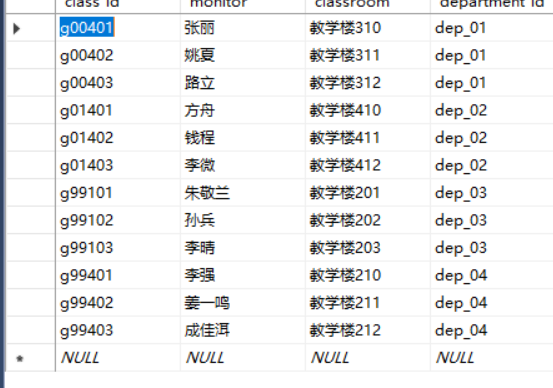 class id monitor classroom department id
g00401 张丽 教学楼310 dep_01
g00402 姚夏 教学楼311 dep_01
g00403 路立 教学楼312 dep_01
g01401 方舟 教学楼410 dep_02
g01402 钱程 教学楼411 dep_02
g01403 李微 教学楼412 dep_02
g99101 朱敬兰 教学楼201 dep_03
g99102 孙兵 教学楼202 dep_03
g99103 李晴 教学楼203 dep_03
g99401 李强 教学楼210 dep_04
g99402 姜一鸣 教学楼211 dep_04
g99403 成佳洱 教学楼212 dep_04
* NULL NULL NULL NULL